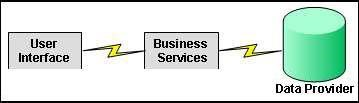 User
Interface
Business
Services
Data Provider